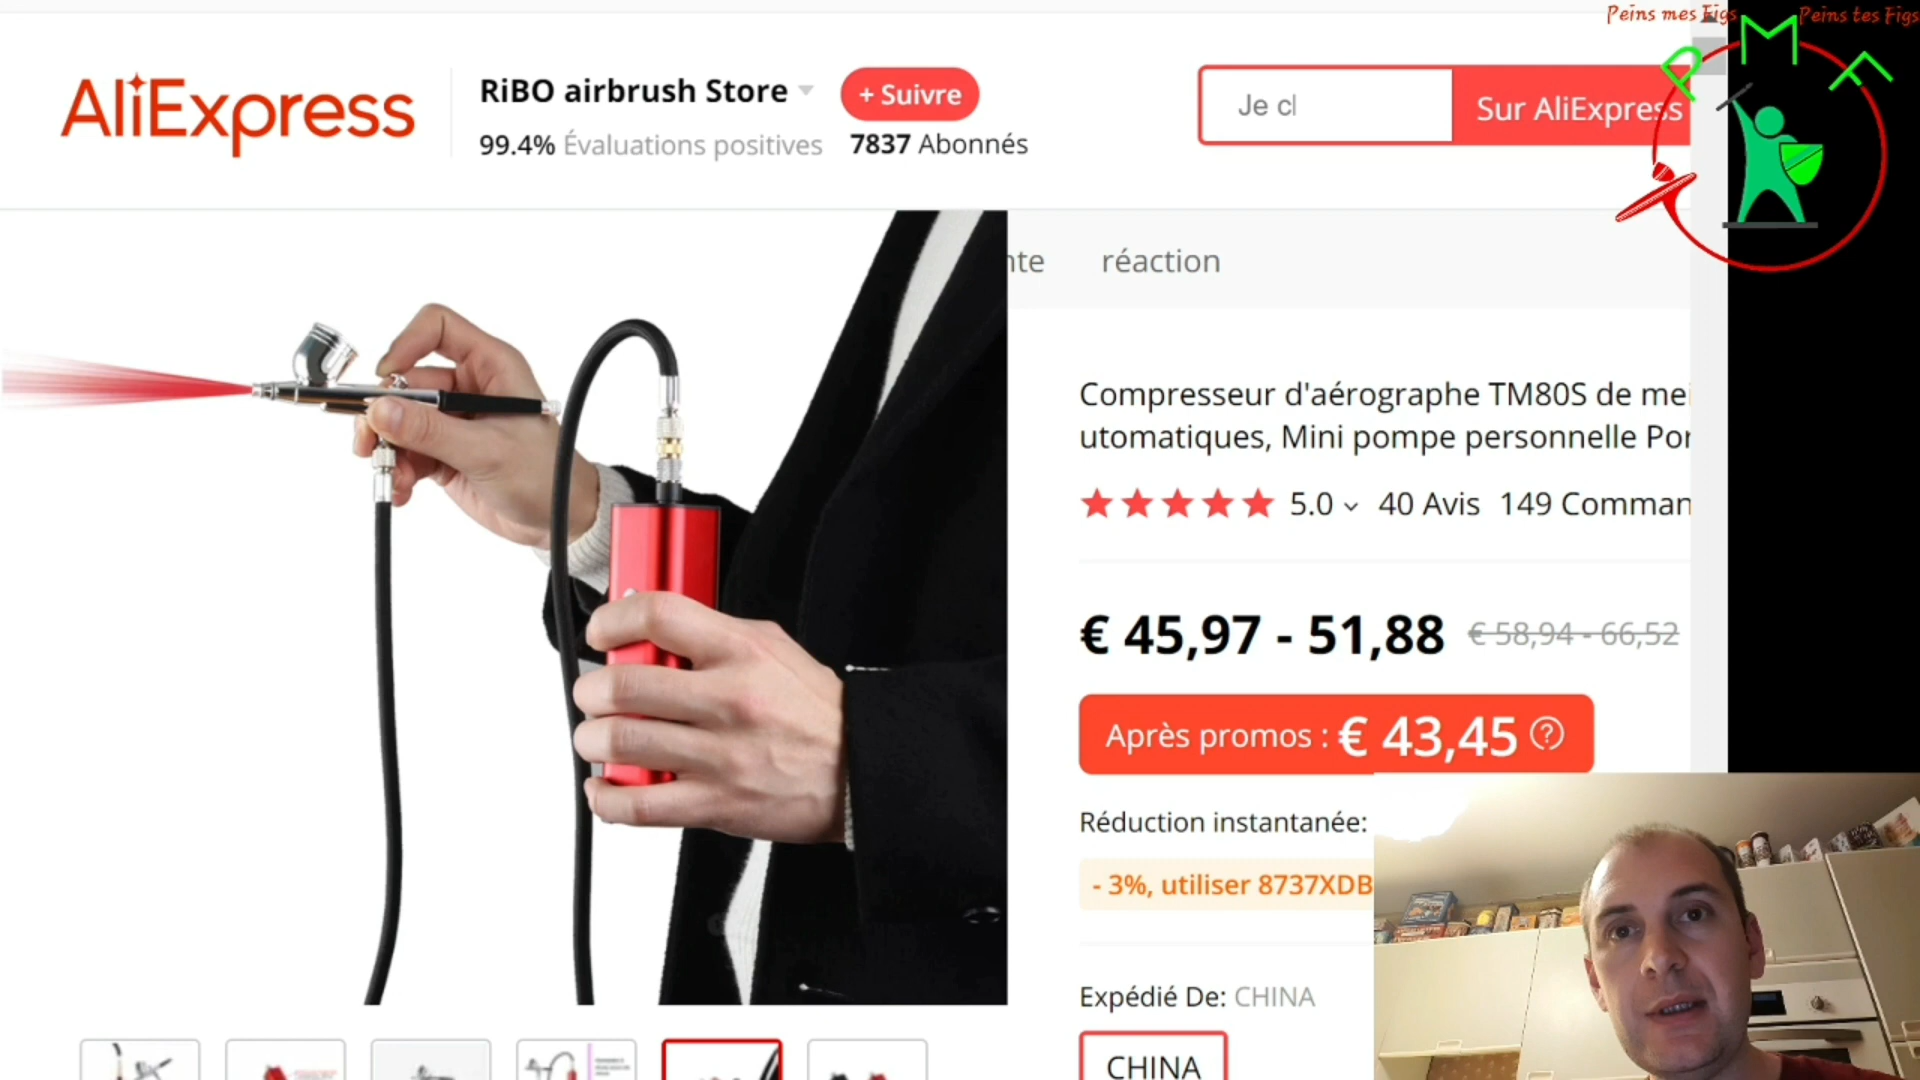 Peins mes Figs Peins tes Figs
P M F
AliExpress
RiBO airbrush Store
+ Suivre
99.4% Évaluations positives
7837 Abonnés
Je cl
Sur AliExpress
nte réaction
Compresseur d'aérographe TM80S de mei
utomatiques, Mini pompe personnelle Por
5.0 40 Avis 149 Comman
€ 45,97 - 51,88 € 58,94 - 66,52
Après promos : € 43,45 ?
Réduction instantanée:
- 3%, utiliser 8737XDB
Expédié De: CHINA
CHINA